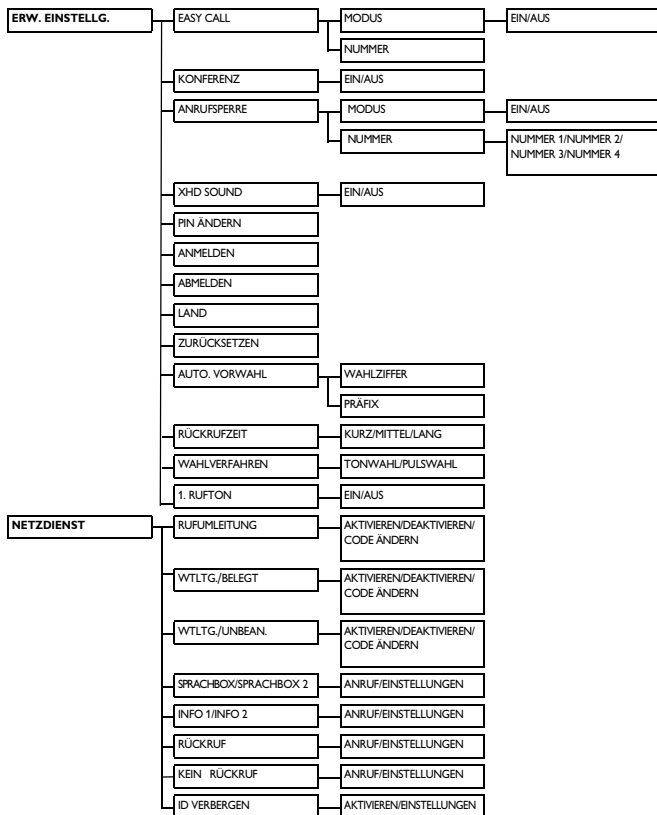 ERW. EINSTELLG.
EASY CALL
MODUS
EIN/AUS
NUMMER
KONFERENZ
EIN/AUS
ANRUFSPERRE
MODUS
EIN/AUS
NUMMER
NUMMER 1/NUMMER 2/
NUMMER 3/NUMMER 4
XHD SOUND
EIN/AUS
PIN ÄNDERN
ANMELDEN
ABMELDEN
LAND
ZURÜCKSETZEN
AUTO. VORWAHL
WAHLZIFFER
PRÄFIX
RÜCKRUFZEIT
KURZ/MITTEL/LANG
WAHLVERFAHREN
TONWAHL/PULSWAHL
1. RUFTON
EIN/AUS
NETZDIENST
RUFUMLEITUNG
AKTIVIEREN/DEAKTIVIEREN/
CODE ÄNDERN
WTLTG./BELEGT
AKTIVIEREN/DEAKTIVIEREN/
CODE ÄNDERN
WTLTG./UNBEAN.
AKTIVIEREN/DEAKTIVIEREN/
CODE ÄNDERN
SPRACHBOX/SPRACHBOX 2
ANRUF/EINSTELLUNGEN
INFO 1/INFO 2
ANRUF/EINSTELLUNGEN
RÜCKRUF
ANRUF/EINSTELLUNGEN
KEIN RÜCKRUF
ANRUF/EINSTELLUNGEN
ID VERBERGEN
AKTIVIEREN/EINSTELLUNGEN